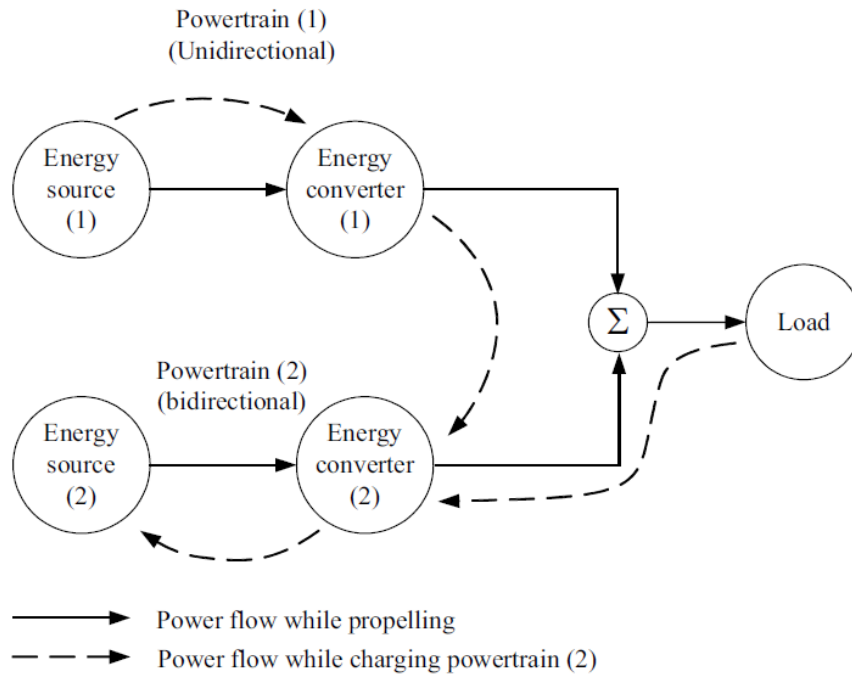 Powertrain (1)
(Unidirectional)
Energy
source
(1)
Energy
converter
(1)
Σ
Load
Powertrain (2)
(bidirectional)
Energy
source
(2)
Energy
converter
(2)
Power flow while propelling
Power flow while charging powertrain (2)